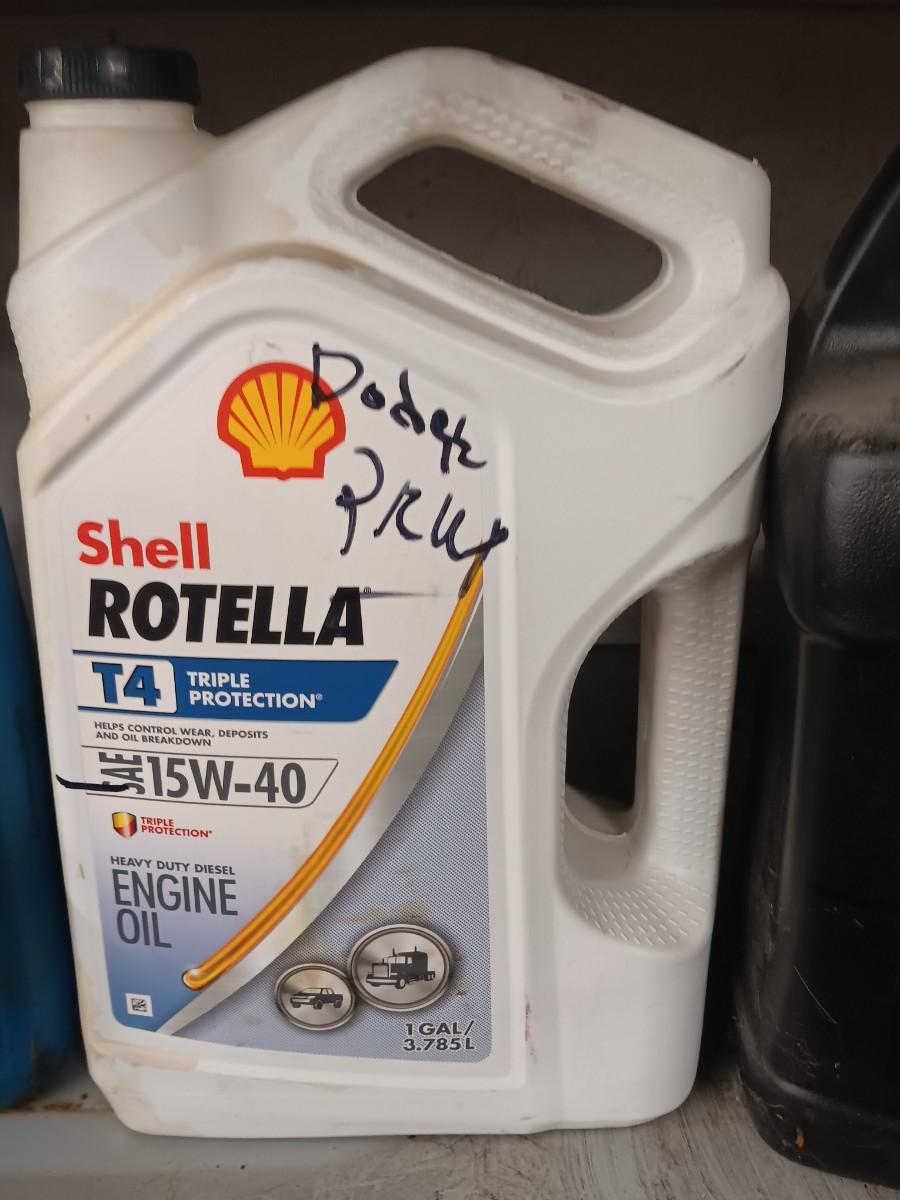 Dodge
Shell
ROTELLA®
T4 TRIPLE
PROTECTION®
HELPS CONTROL WEAR, DEPOSITS
AND OIL BREAKDOWN
SAE 15W-40
TRIPLE
PROTECTION®
HEAVY DUTY DIESEL
ENGINE
OIL
1 GAL/
3.785 L